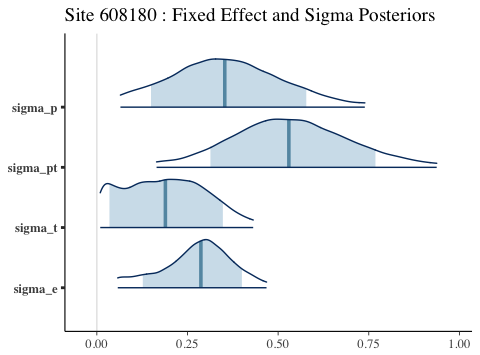 Site 608180 : Fixed Effect and Sigma Posteriors
sigma_p
sigma_pt
sigma_t
sigma_e
0.00 0.25 0.50 0.75 1.00